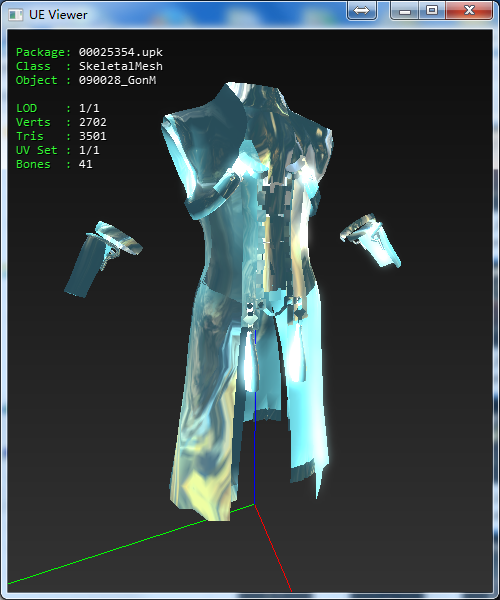 UE Viewer
Package: 00025354.upk
Class : SkeletalMesh
Object : 090028_GonM
LOD : 1/1
Verts : 2702
Tris : 3501
UV Set : 1/1
Bones : 41